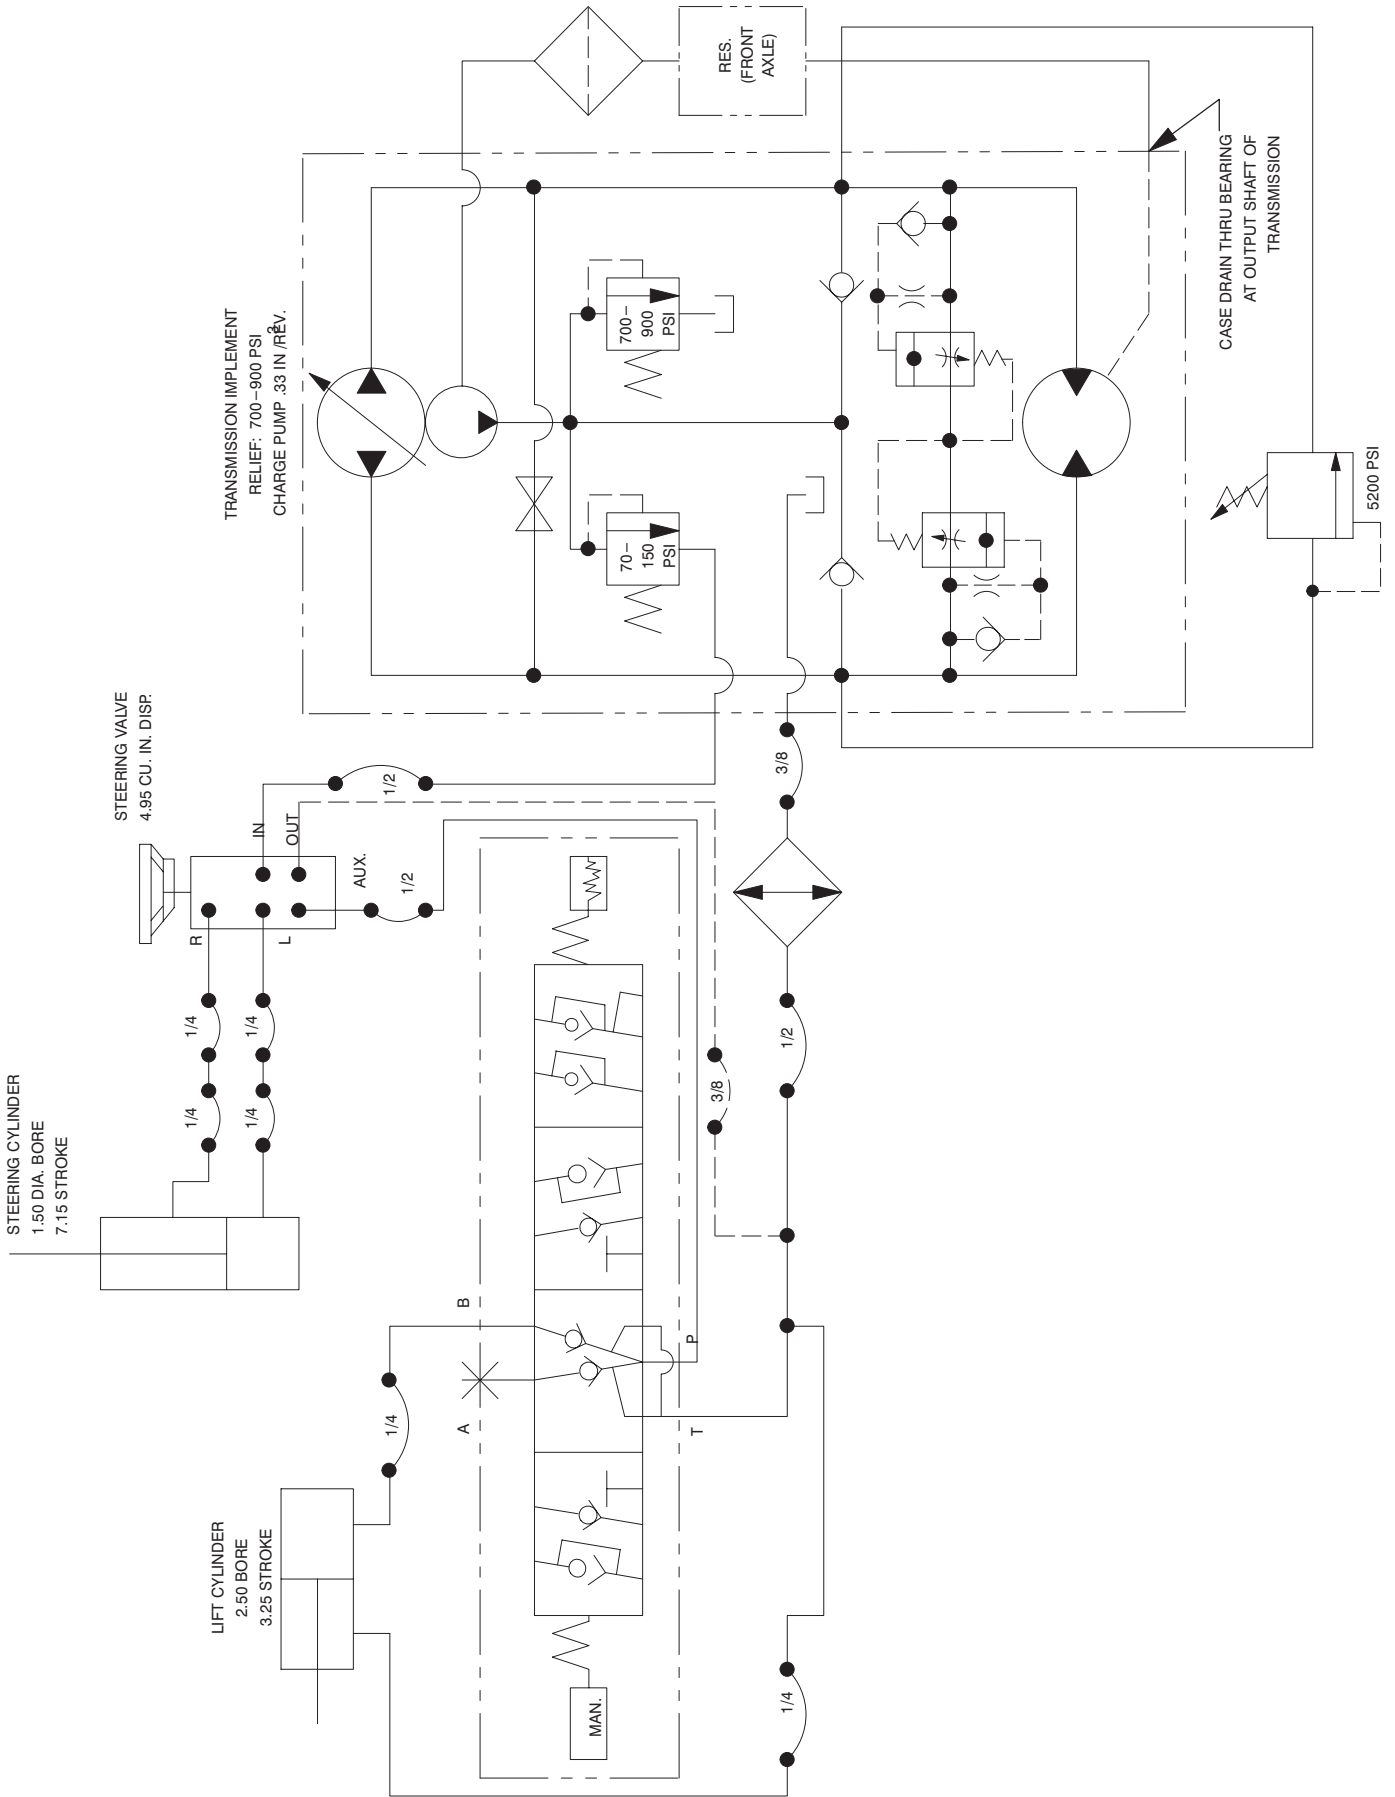 STEERING CYLINDER
1.50 DIA. BORE
7.15 STROKE
STEERING VALVE
4.95 CU. IN. DISP.
TRANSMISSION IMPLEMENT
RELIEF: 700–900 PSI
CHARGE PUMP .33 IN /REV.
3
LIFT CYLINDER
2.50 BORE
3.25 STROKE
RES.
(FRONT
AXLE)
CASE DRAIN THRU BEARING
AT OUTPUT SHAFT OF
TRANSMISSION
5200 PSI
700–
900
PSI
70–
150
PSI
IN
OUT
AUX.
R
L
1/4
1/4
1/4
1/4
1/2
1/2
3/8
3/8
1/2
1/4
1/4
A
B
P
T
MAN.